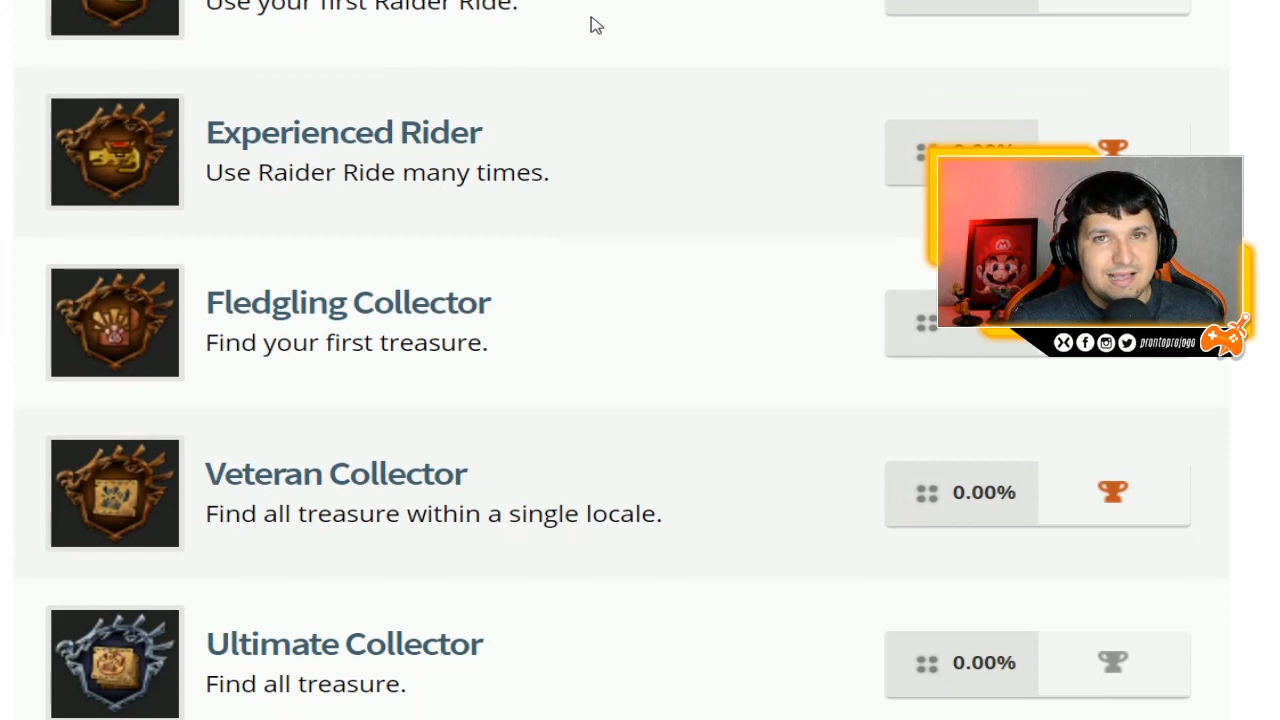 Use your first Raider Ride.
Experienced Rider
Use Raider Ride many times.
Fledgling Collector
Find your first treasure.
prontoprojogo
Veteran Collector
Find all treasure within a single locale.
0.00%
Ultimate Collector
Find all treasure.
0.00%